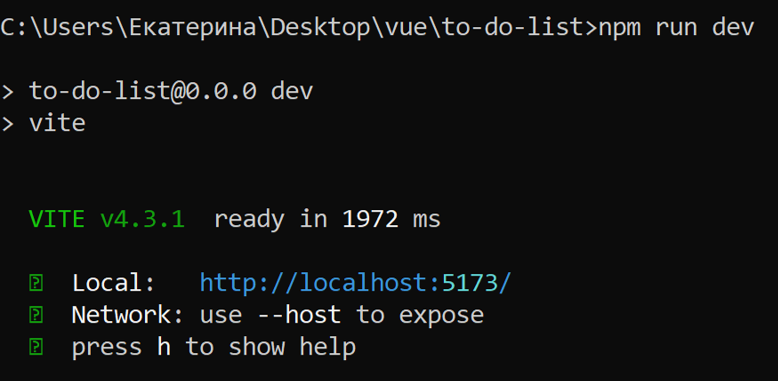 C:\Users\Екатерина\Desktop\vue\to-do-list>npm run dev
> to-do-list@0.0.0 dev
> vite
VITE v4.3.1 ready in 1972 ms
⍰ Local: http://localhost:5173/
⍰ Network: use --host to expose
⍰ press h to show help